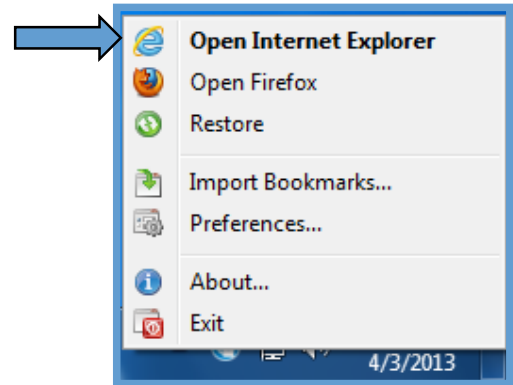 Open Internet Explorer
Open Firefox
Restore
Import Bookmarks...
Preferences...
About...
Exit
4/3/2013